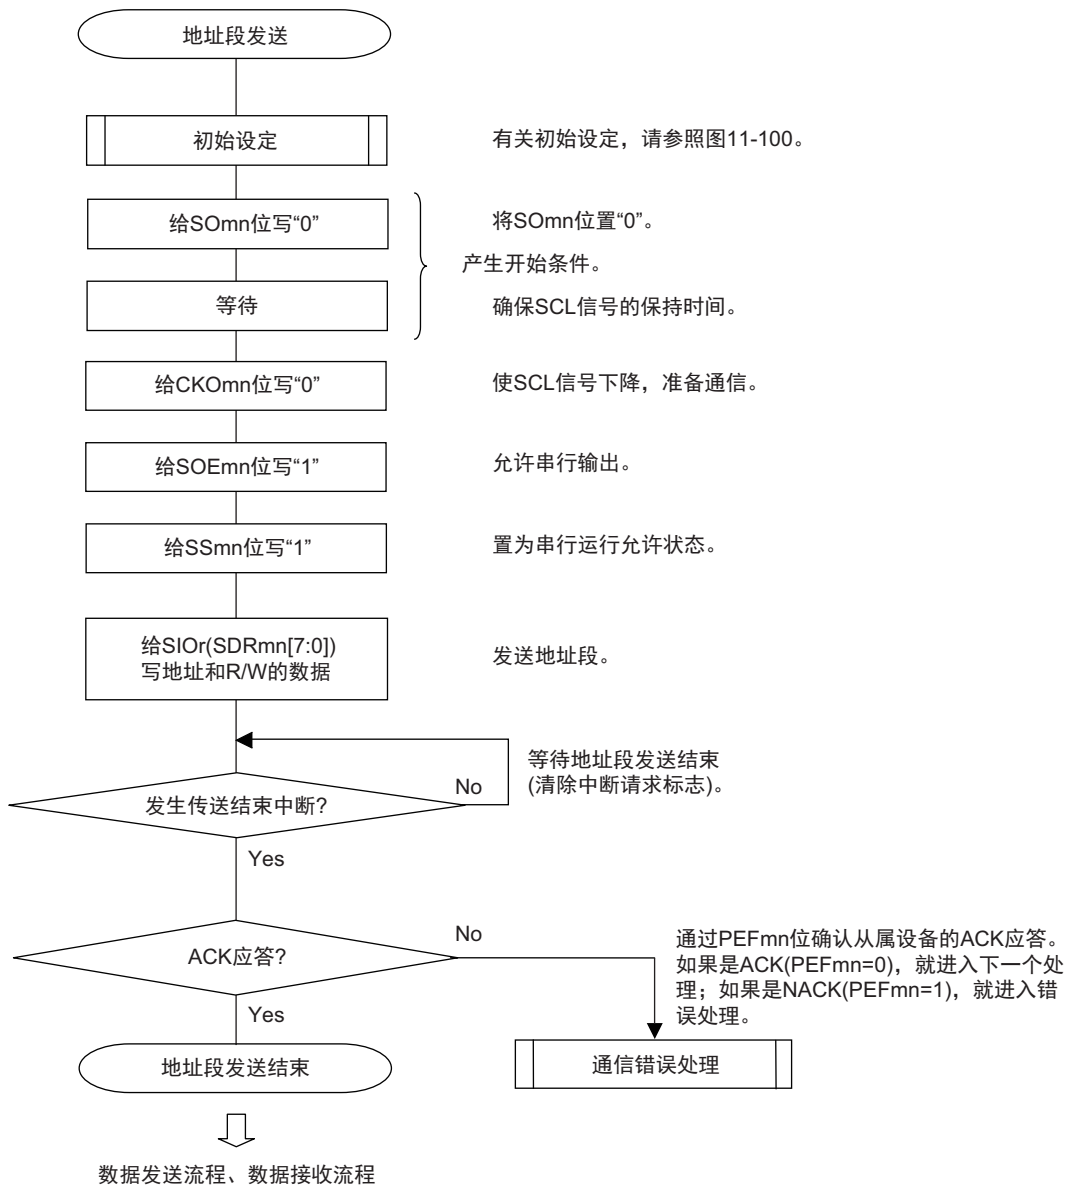 地址段发送
初始设定
有关初始设定，请参照图11-100。
给SOmn位写“0”
将SOmn位置“0”。
产生开始条件。
等待
确保SCL信号的保持时间。
给CKOmn位写“0”
使SCL信号下降，准备通信。
给SOEmn位写“1”
允许串行输出。
给SSmn位写“1”
置为串行运行允许状态。
给SIOr(SDRmn[7:0])
写地址和R/W的数据
发送地址段。
等待地址段发送结束
(清除中断请求标志)。
No
发生传送结束中断?
Yes
No
ACK应答?
通过PEFmn位确认从属设备的ACK应答。
如果是ACK(PEFmn=0)，就进入下一个处
理；如果是NACK(PEFmn=1)，就进入错
误处理。
Yes
地址段发送结束
通信错误处理
数据发送流程、数据接收流程